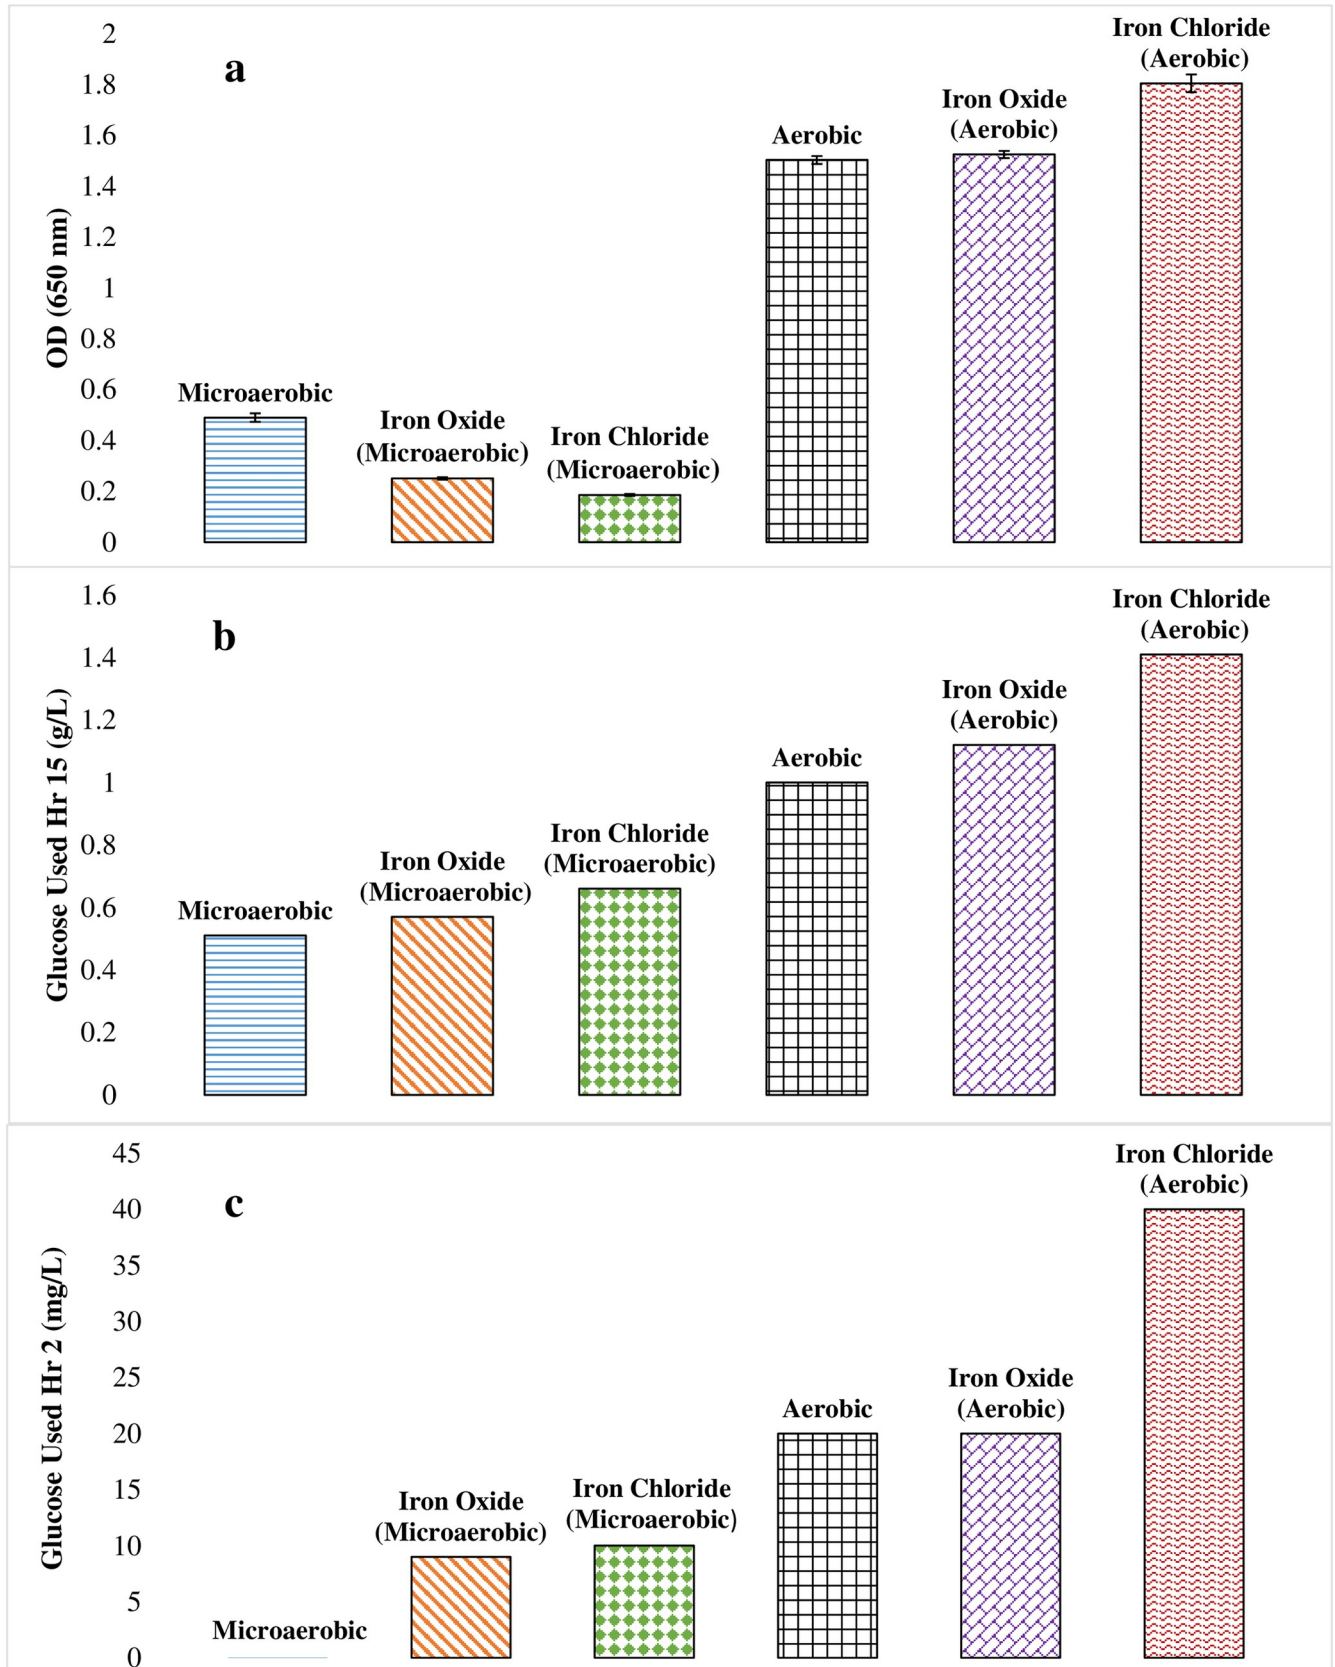 a
OD (650 nm)
2
1.8
1.6
1.4
1.2
1
0.8
0.6
0.4
0.2
0
Microaerobic
Iron Oxide
(Microaerobic)
Iron Chloride
(Microaerobic)
Aerobic
Iron Oxide
(Aerobic)
Iron Chloride
(Aerobic)
b
Glucose Used Hr 15 (g/L)
1.6
1.4
1.2
1
0.8
0.6
0.4
0.2
0
Microaerobic
Iron Oxide
(Microaerobic)
Iron Chloride
(Microaerobic)
Aerobic
Iron Oxide
(Aerobic)
Iron Chloride
(Aerobic)
c
Glucose Used Hr 2 (mg/L)
45
40
35
30
25
20
15
10
5
0
Microaerobic
Iron Oxide
(Microaerobic)
Iron Chloride
(Microaerobic)
Aerobic
Iron Oxide
(Aerobic)
Iron Chloride
(Aerobic)